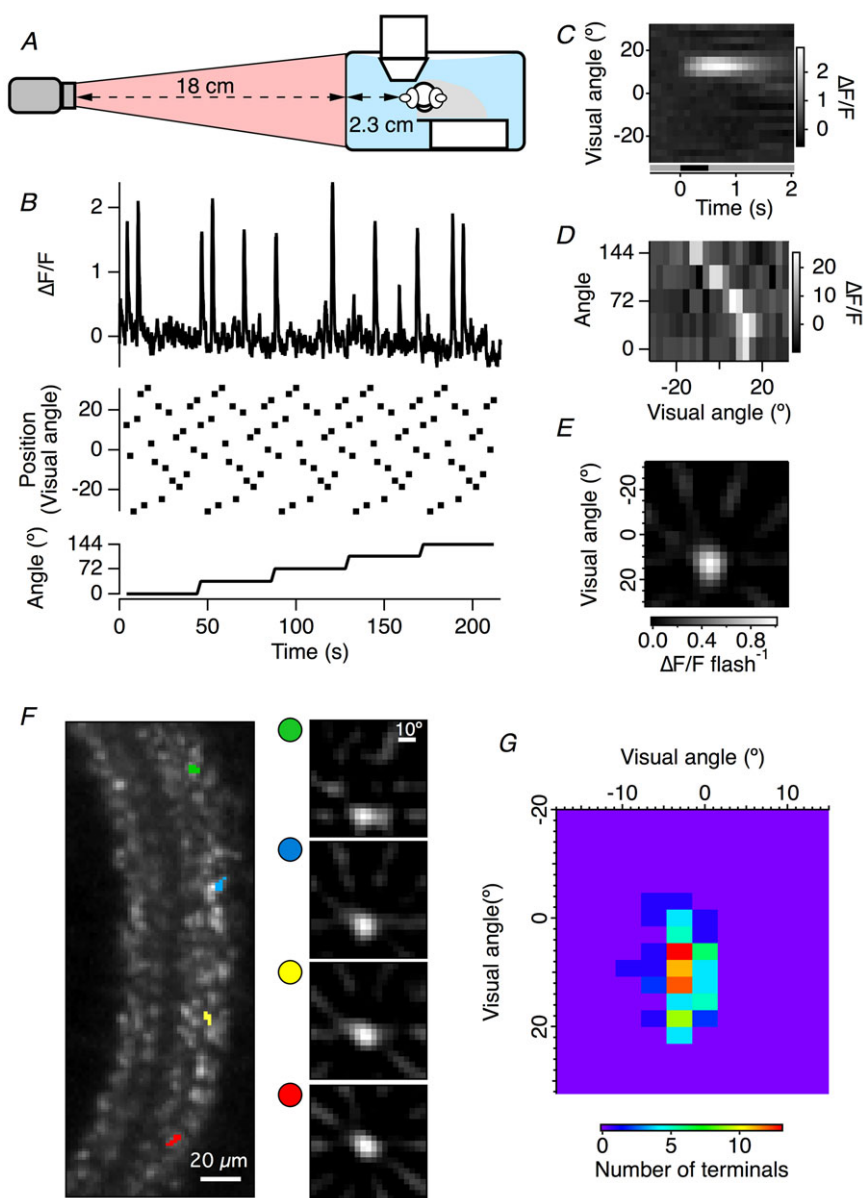 A
18 cm
2.3 cm
B
ΔF/F
2
1
0
Position
(Visual angle)
20
0
-20
Angle (º)
144
72
0
0
50
100
150
200
Time (s)
C
Visual angle (º)
20
0
-20
0
1
2
Time (s)
2
1
0
ΔF/F
D
Angle
144
72
0
-20
0
20
Visual angle (º)
20
10
0
ΔF/F
E
Visual angle (º)
-20
0
20
0.0
0.4
0.8
ΔF/F flash⁻¹
F
20 µm
10º
G
Visual angle (º)
-10
0
10
Visual angle(º)
-20
0
20
0
5
10
Number of terminals